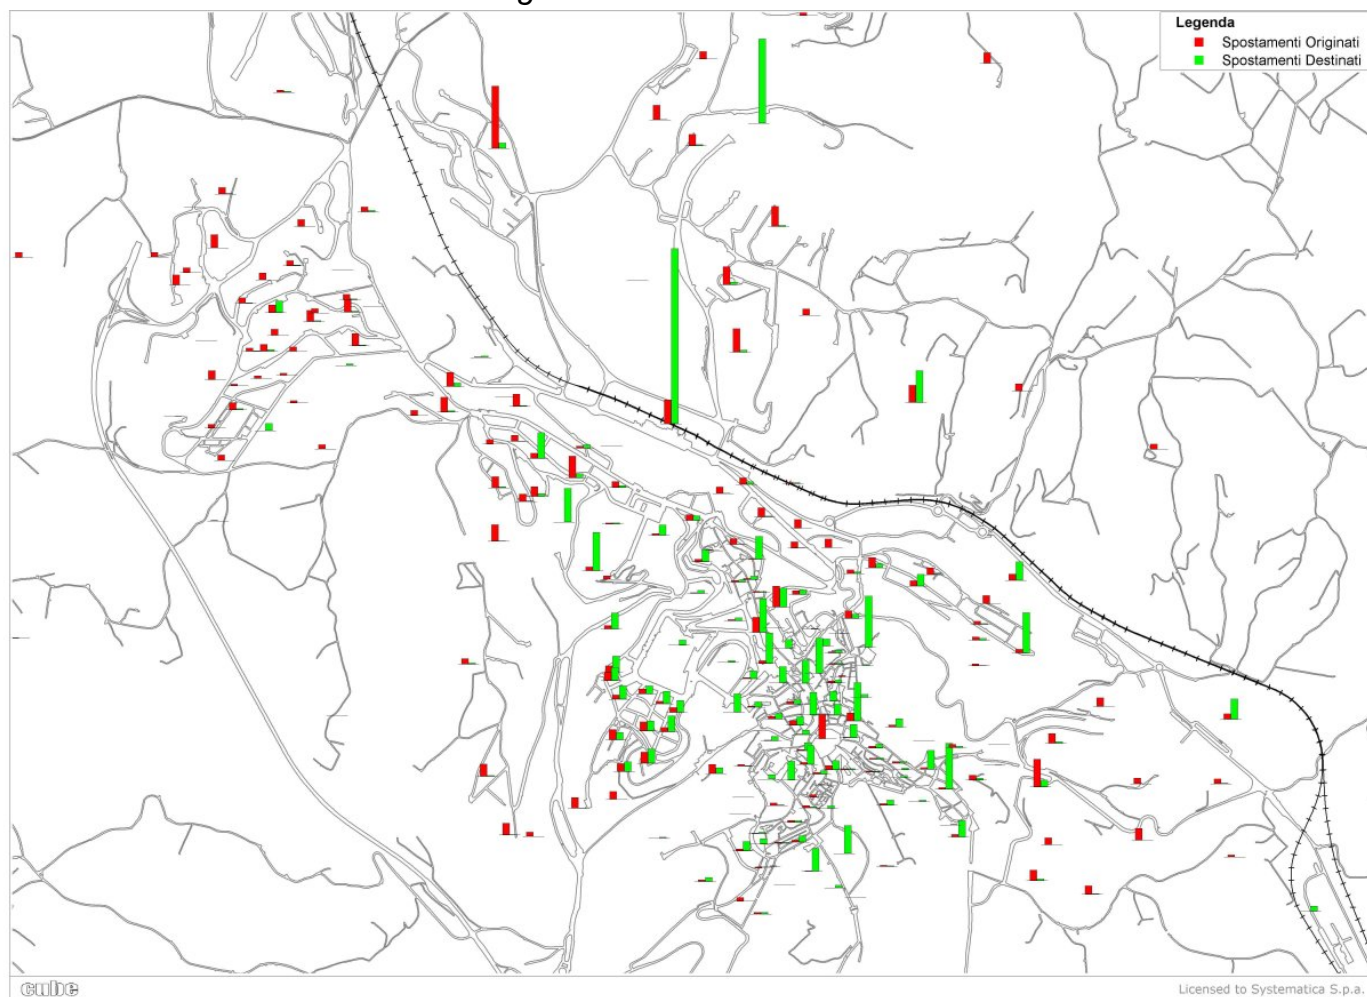 Legenda
Spostamenti Originati
Spostamenti Destinati
cube
Licensed to Systematica S.p.a.